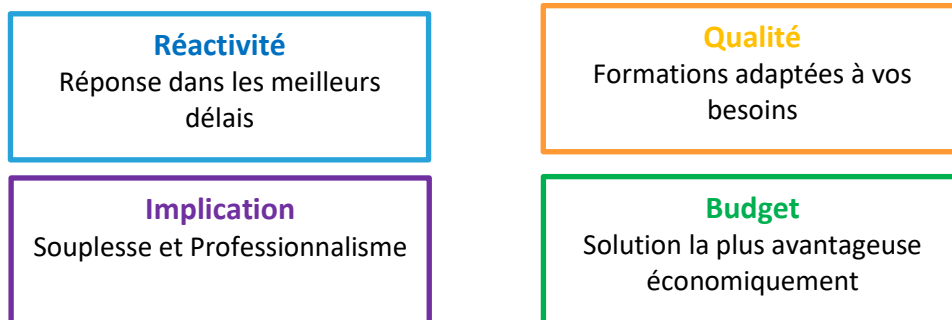 Réactivité
Réponse dans les meilleurs
délais
Qualité
Formations adaptées à vos
besoins
Implication
Souplesse et Professionnalisme
Budget
Solution la plus avantageuse
économiquement